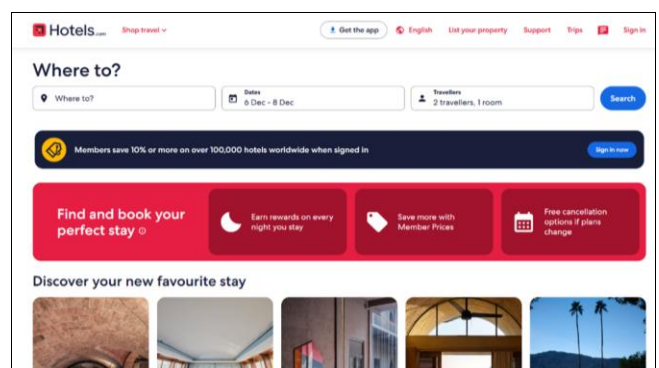 Hotels.com
Shop travel
Get the app
English
List your property
Support
Trips
Sign in
Where to?
Where to?
Dates
6 Dec - 8 Dec
Travellers
2 travellers, 1 room
Search
Members save 10% or more on over 100,000 hotels worldwide when signed in
Sign in now
Find and book your
perfect stay
Earn rewards on every
night you stay
Save more with
Member Prices
Free cancellation
options if plans
change
Discover your new favourite stay